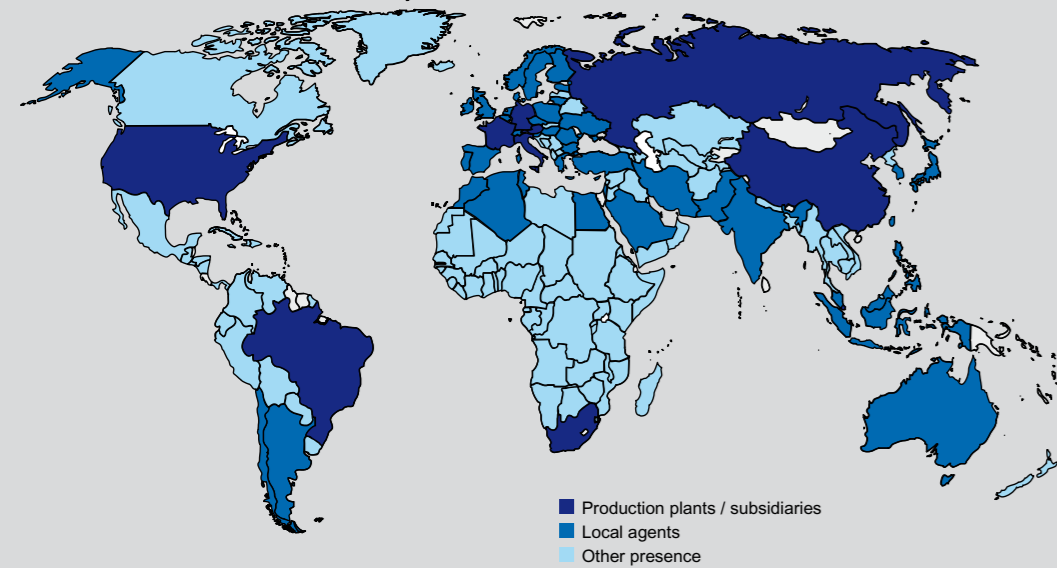 Production plants / subsidiaries
Local agents
Other presence